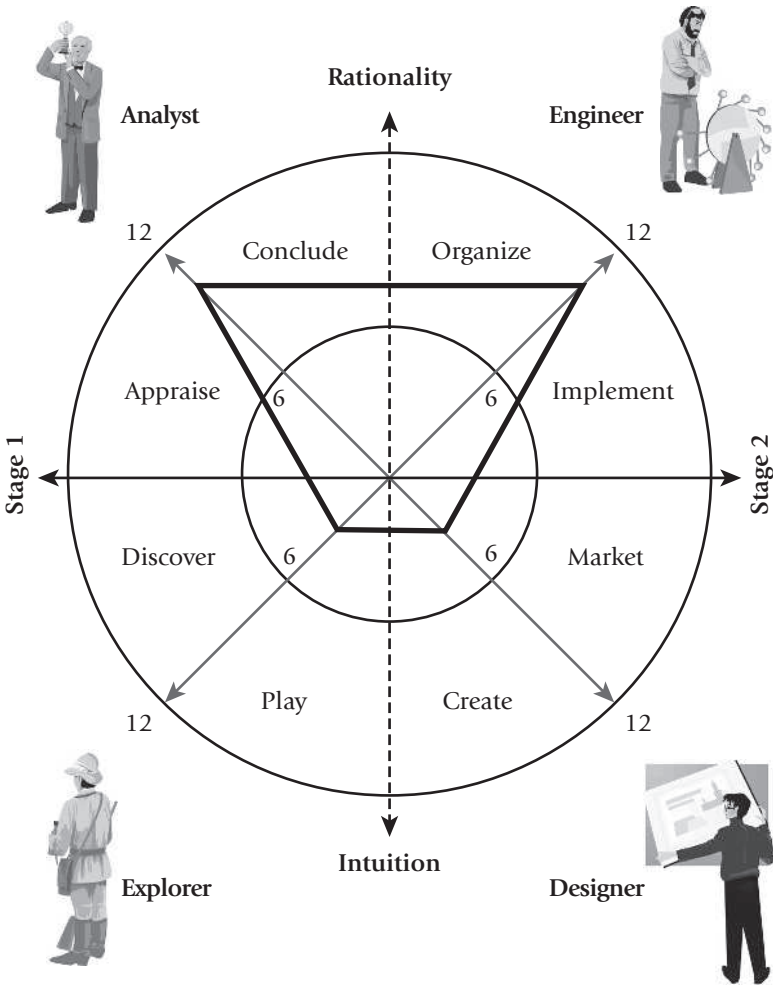 Rationality
Analyst
Engineer
12
12
Conclude
Organize
Appraise
6
6
Implement
Stage 1
Stage 2
Discover
6
6
Market
Play
Create
12
12
Intuition
Explorer
Designer